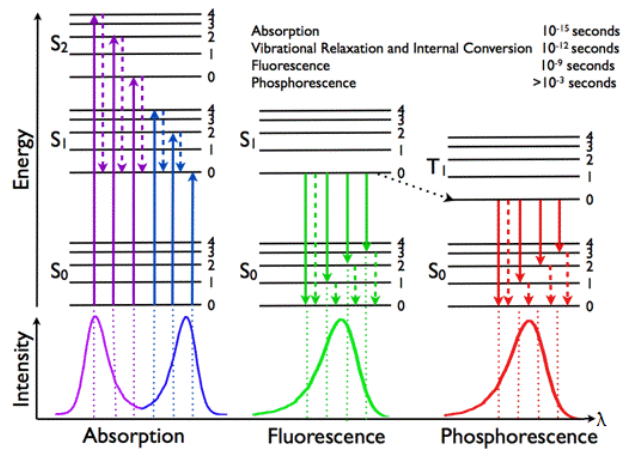 Absorption 10⁻¹⁵ seconds
Vibrational Relaxation and Internal Conversion 10⁻¹² seconds
Fluorescence 10⁻⁹ seconds
Phosphorescence >10⁻³ seconds
Energy
S₂
4
3
2
1
0
S₁
4
3
2
1
0
S₀
4
3
2
1
0
S₁
4
3
2
1
0
S₀
4
3
2
1
0
T₁
4
3
2
1
0
S₀
4
3
2
1
0
Intensity
λ
Absorption
Fluorescence
Phosphorescence